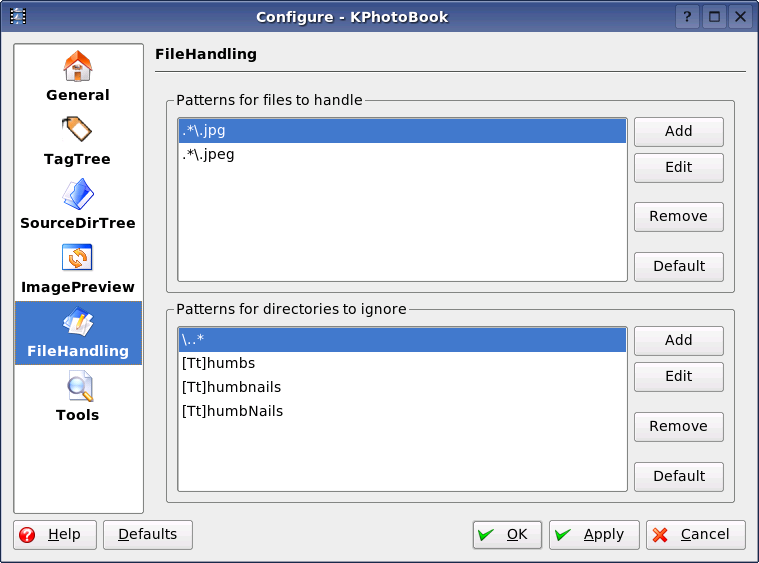 Configure - KPhotoBook
?
General
TagTree
SourceDirTree
ImagePreview
FileHandling
Tools
FileHandling
Patterns for files to handle
.*\.jpg
.*\.jpeg
Add
Edit
Remove
Default
Patterns for directories to ignore
\..*
[Tt]humbs
[Tt]humbnails
[Tt]humbNails
Add
Edit
Remove
Default
? Help
Defaults
OK
Apply
Cancel